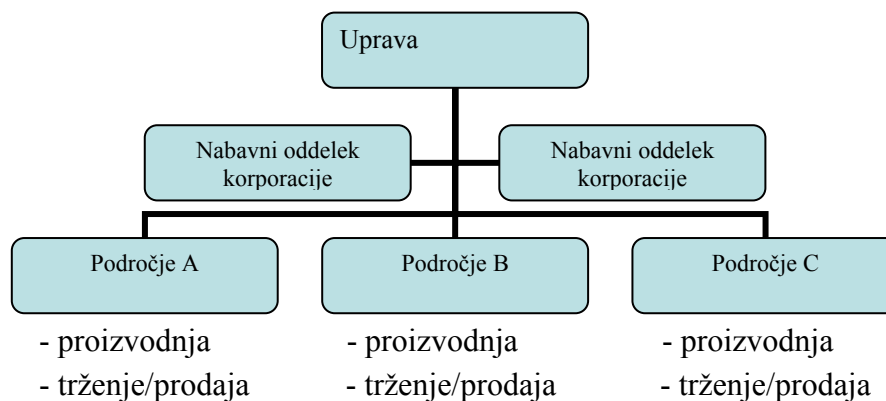 Uprava
Nabavni oddelek
korporacije
Nabavni oddelek
korporacije
Področje A
Področje B
Področje C
- proizvodnja
- trženje/prodaja
- proizvodnja
- trženje/prodaja
- proizvodnja
- trženje/prodaja